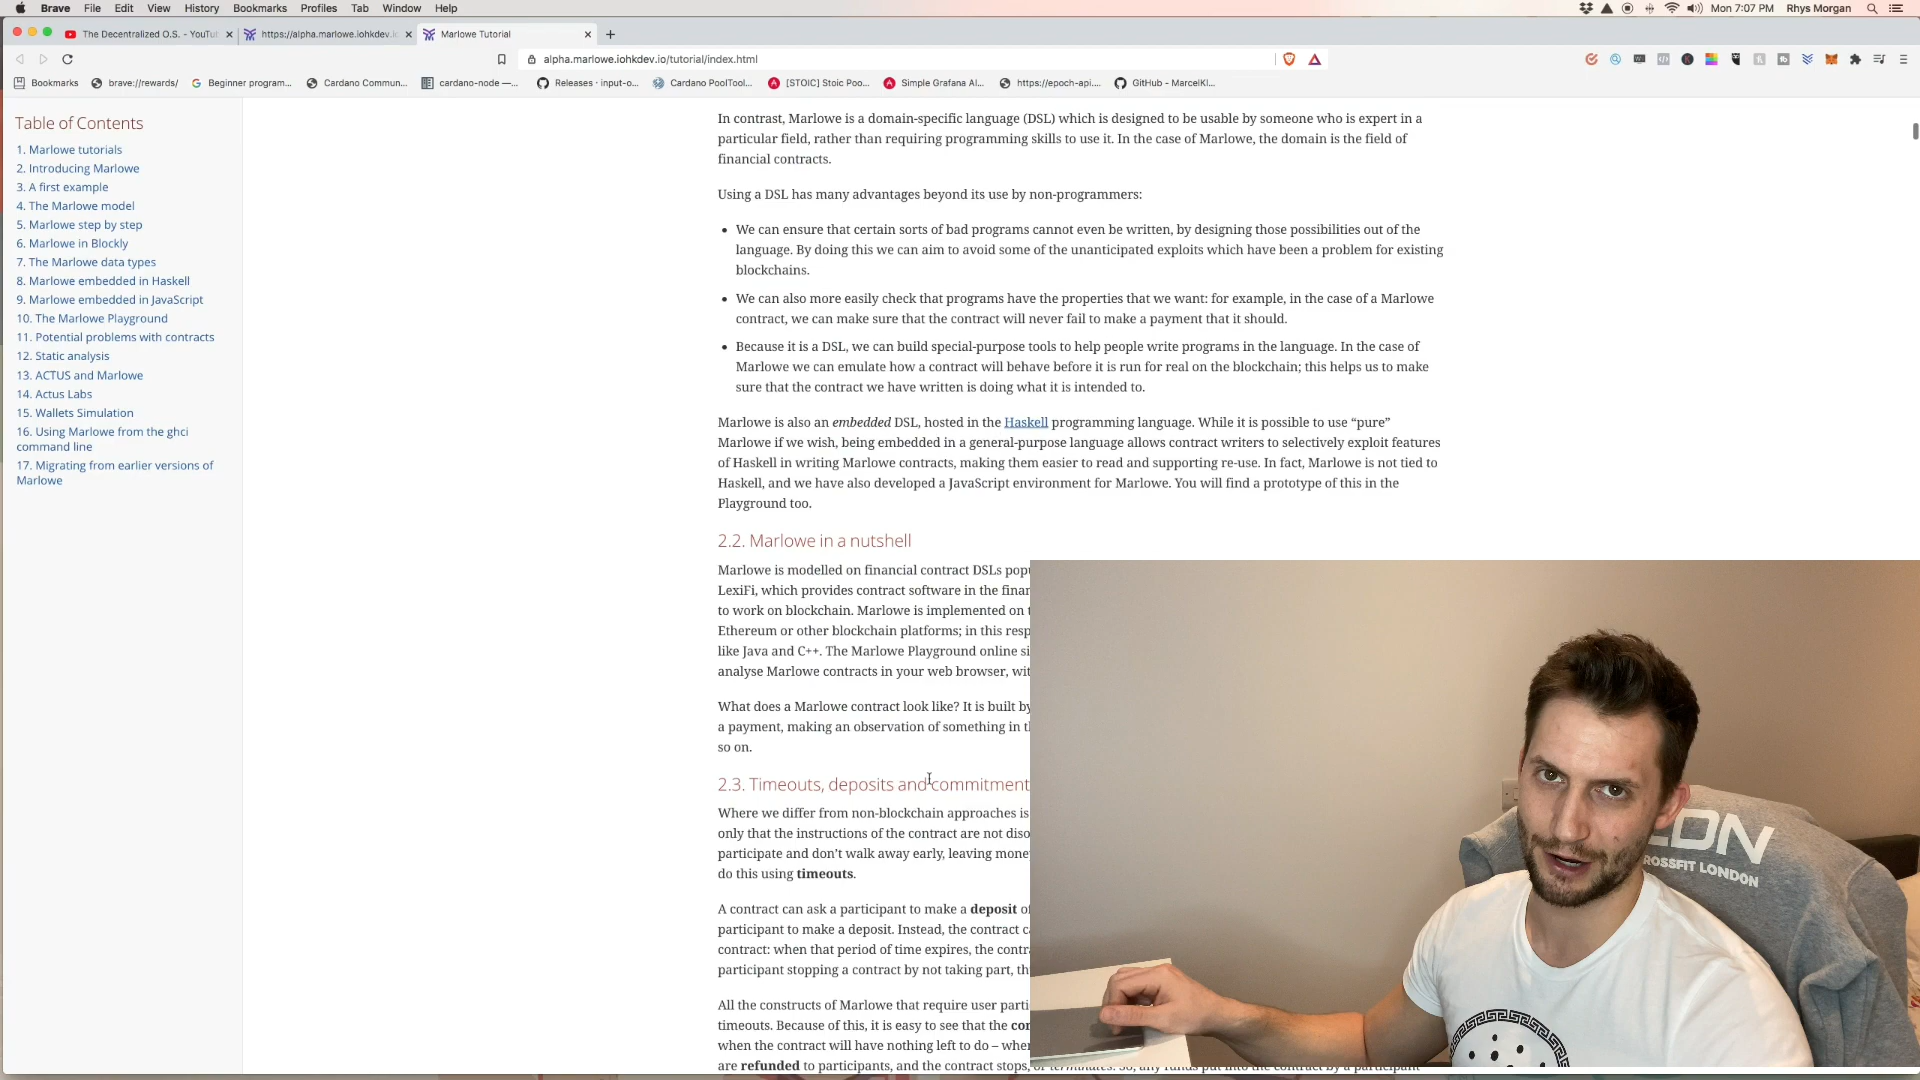 Brave File Edit View History Bookmarks Profiles Tab Window Help
Mon 7:07 PM Rhys Morgan
The Decentralized O.S. - YouTu
https://alpha.marlowe.iohkdev.i
Marlowe Tutorial
alpha.marlowe.iohkdev.io/tutorial/index.html
Bookmarks brave://rewards/ Beginner program... Cardano Commun... cardano-node —... Releases · input-o... Cardano PoolTool... [STOIC] Stoic Poo... Simple Grafana Al... https://epoch-api.... GitHub - MarcelKl...
Table of Contents
1. Marlowe tutorials
2. Introducing Marlowe
3. A first example
4. The Marlowe model
5. Marlowe step by step
6. Marlowe in Blockly
7. The Marlowe data types
8. Marlowe embedded in Haskell
9. Marlowe embedded in JavaScript
10. The Marlowe Playground
11. Potential problems with contracts
12. Static analysis
13. ACTUS and Marlowe
14. Actus Labs
15. Wallets Simulation
16. Using Marlowe from the ghci
command line
17. Migrating from earlier versions of
Marlowe
In contrast, Marlowe is a domain-specific language (DSL) which is designed to be usable by someone who is expert in a
particular field, rather than requiring programming skills to use it. In the case of Marlowe, the domain is the field of
financial contracts.
Using a DSL has many advantages beyond its use by non-programmers:
• We can ensure that certain sorts of bad programs cannot even be written, by designing those possibilities out of the
language. By doing this we can aim to avoid some of the unanticipated exploits which have been a problem for existing
blockchains.
• We can also more easily check that programs have the properties that we want: for example, in the case of a Marlowe
contract, we can make sure that the contract will never fail to make a payment that it should.
• Because it is a DSL, we can build special-purpose tools to help people write programs in the language. In the case of
Marlowe we can emulate how a contract will behave before it is run for real on the blockchain; this helps us to make
sure that the contract we have written is doing what it is intended to.
Marlowe is also an embedded DSL, hosted in the Haskell programming language. While it is possible to use “pure”
Marlowe if we wish, being embedded in a general-purpose language allows contract writers to selectively exploit features
of Haskell in writing Marlowe contracts, making them easier to read and supporting re-use. In fact, Marlowe is not tied to
Haskell, and we have also developed a JavaScript environment for Marlowe. You will find a prototype of this in the
Playground too.
2.2. Marlowe in a nutshell
Marlowe is modelled on financial contract DSLs popu
LexiFi, which provides contract software in the finan
to work on blockchain. Marlowe is implemented on t
Ethereum or other blockchain platforms; in this resp
like Java and C++. The Marlowe Playground online si
analyse Marlowe contracts in your web browser, wit
What does a Marlowe contract look like? It is built by
a payment, making an observation of something in th
so on.
2.3. Timeouts, deposits and commitment
Where we differ from non-blockchain approaches is
only that the instructions of the contract are not diso
participate and don’t walk away early, leaving mone
do this using timeouts.
A contract can ask a participant to make a deposit of
participant to make a deposit. Instead, the contract ca
contract: when that period of time expires, the contra
participant stopping a contract by not taking part, th
All the constructs of Marlowe that require user parti
timeouts. Because of this, it is easy to see that the con
when the contract will have nothing left to do – when
are refunded to participants, and the contract stops,
LDN
CROSSFIT LONDON